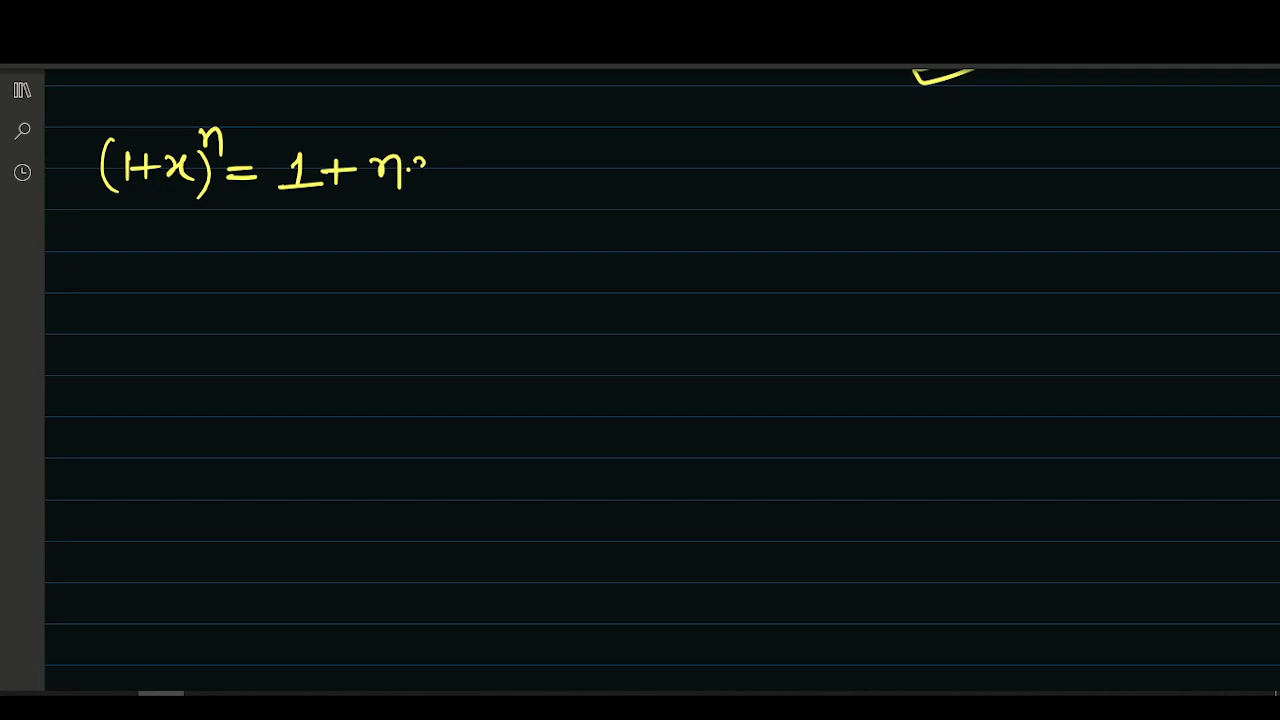 (1+x)^n = 1 + n.